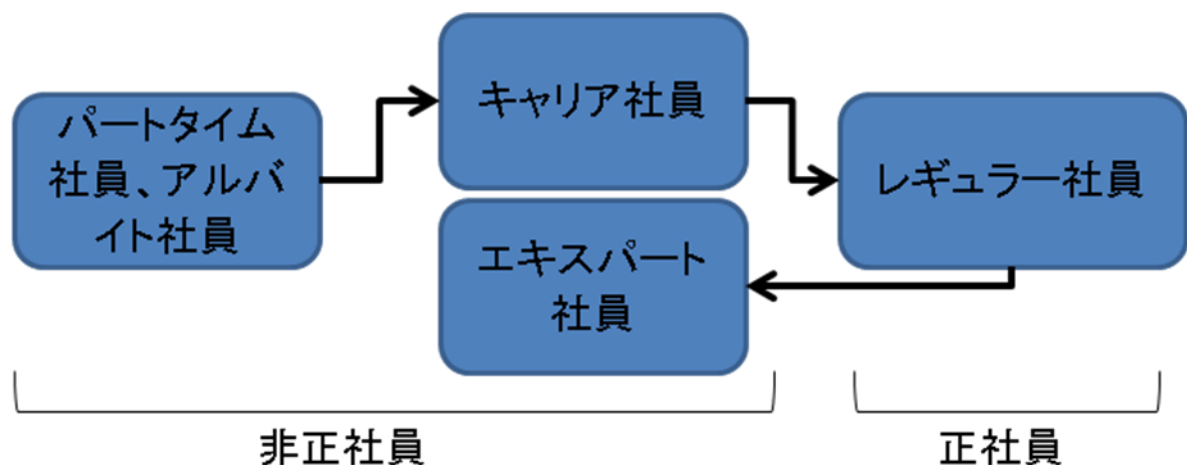 パートタイム
社員、アルバ
イト社員
キャリア社員
エキスパート
社員
レギュラー社員
非正社員
正社員